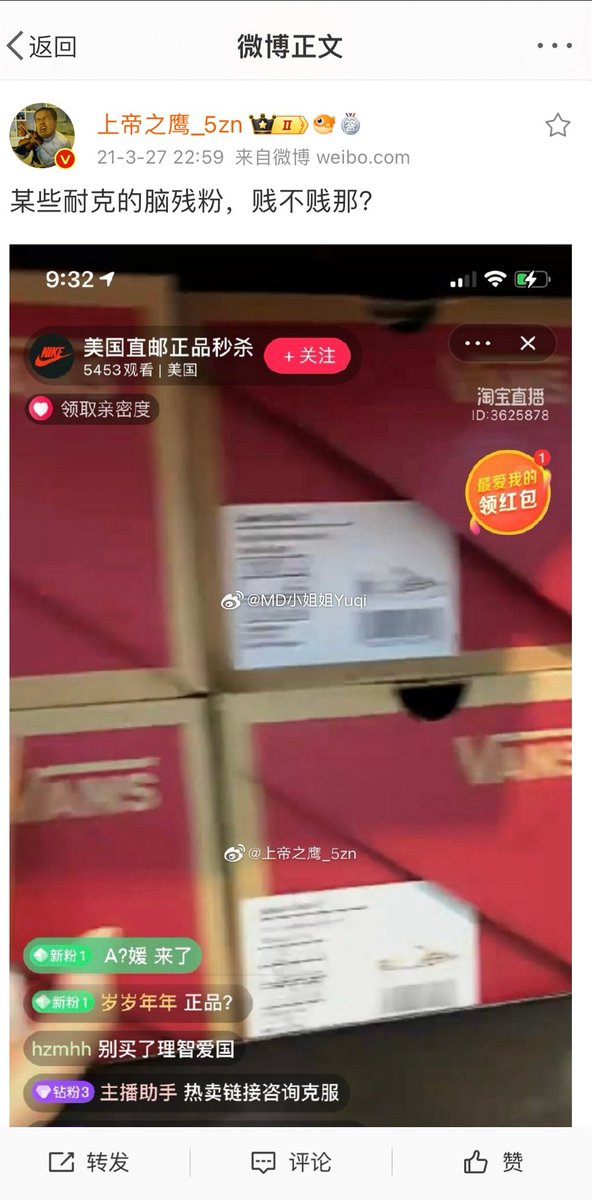 返回
微博正文
上帝之鹰_5zn
II
V
21-3-27 22:59 来自微博 weibo.com
某些耐克的脑残粉，贱不贱那？
9:32
NIKE
美国直邮正品秒杀
5453观看 | 美国
+关注
领取亲密度
淘宝直播
ID:3625878
1
最爱我的
领红包
@MD小姐姐Yuqi
VANS
VANS
@上帝之鹰_5zn
新粉1 A?媛 来了
新粉1 岁岁年年 正品?
hzmhh 别买了理智爱国
钻粉3 主播助手 热卖链接咨询克服
转发
评论
赞